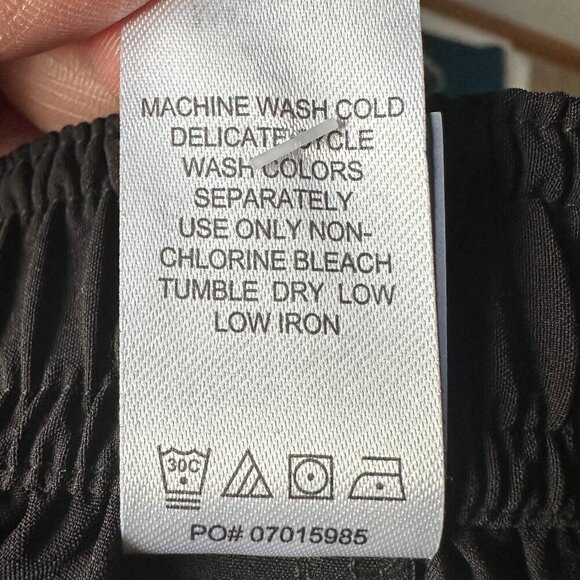 MACHINE WASH COLD
DELICATE CYCLE
WASH COLORS
SEPARATELY
USE ONLY NON-
CHLORINE BLEACH
TUMBLE DRY LOW
LOW IRON
30C
PO# 07015985